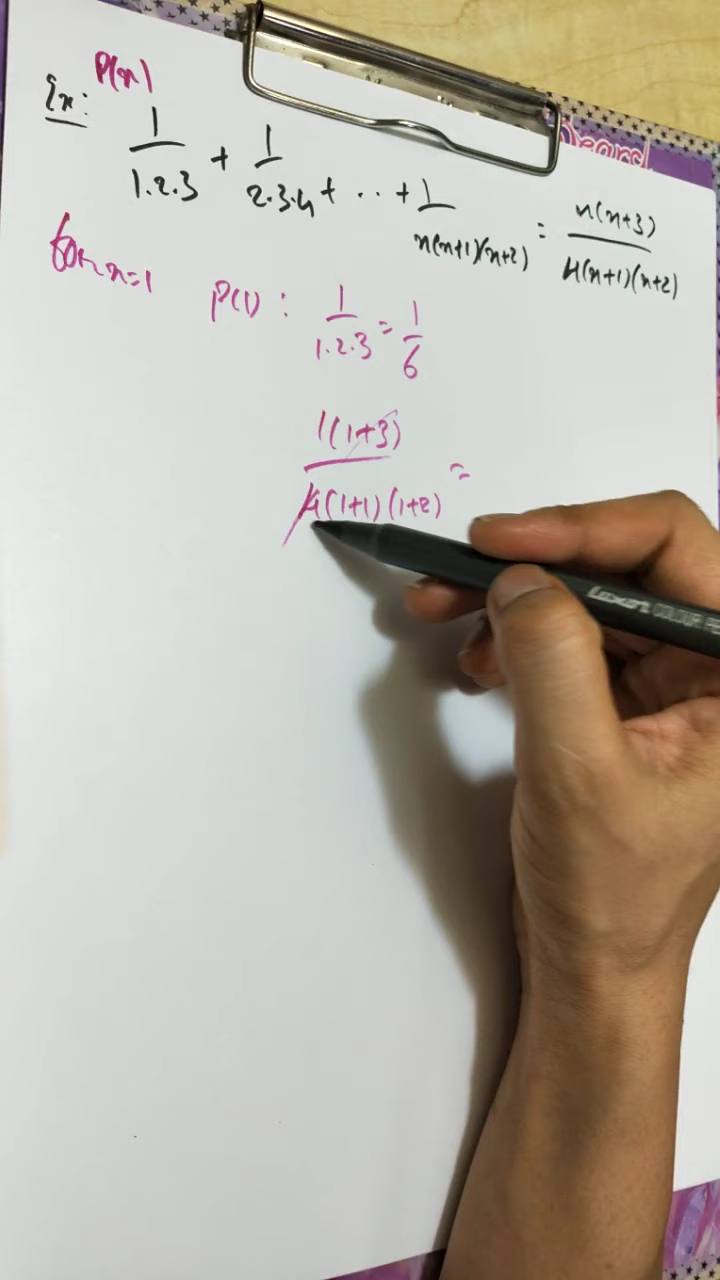 P(n)
Ex: 1/1.2.3 + 1/2.3.4 + .. + 1/n(n+1)(n+2) = n(n+3)/4(n+1)(n+2)
for n=1 P(1) : 1/1.2.3 = 1/6
1(1+3)/4(1+1)(1+2) =